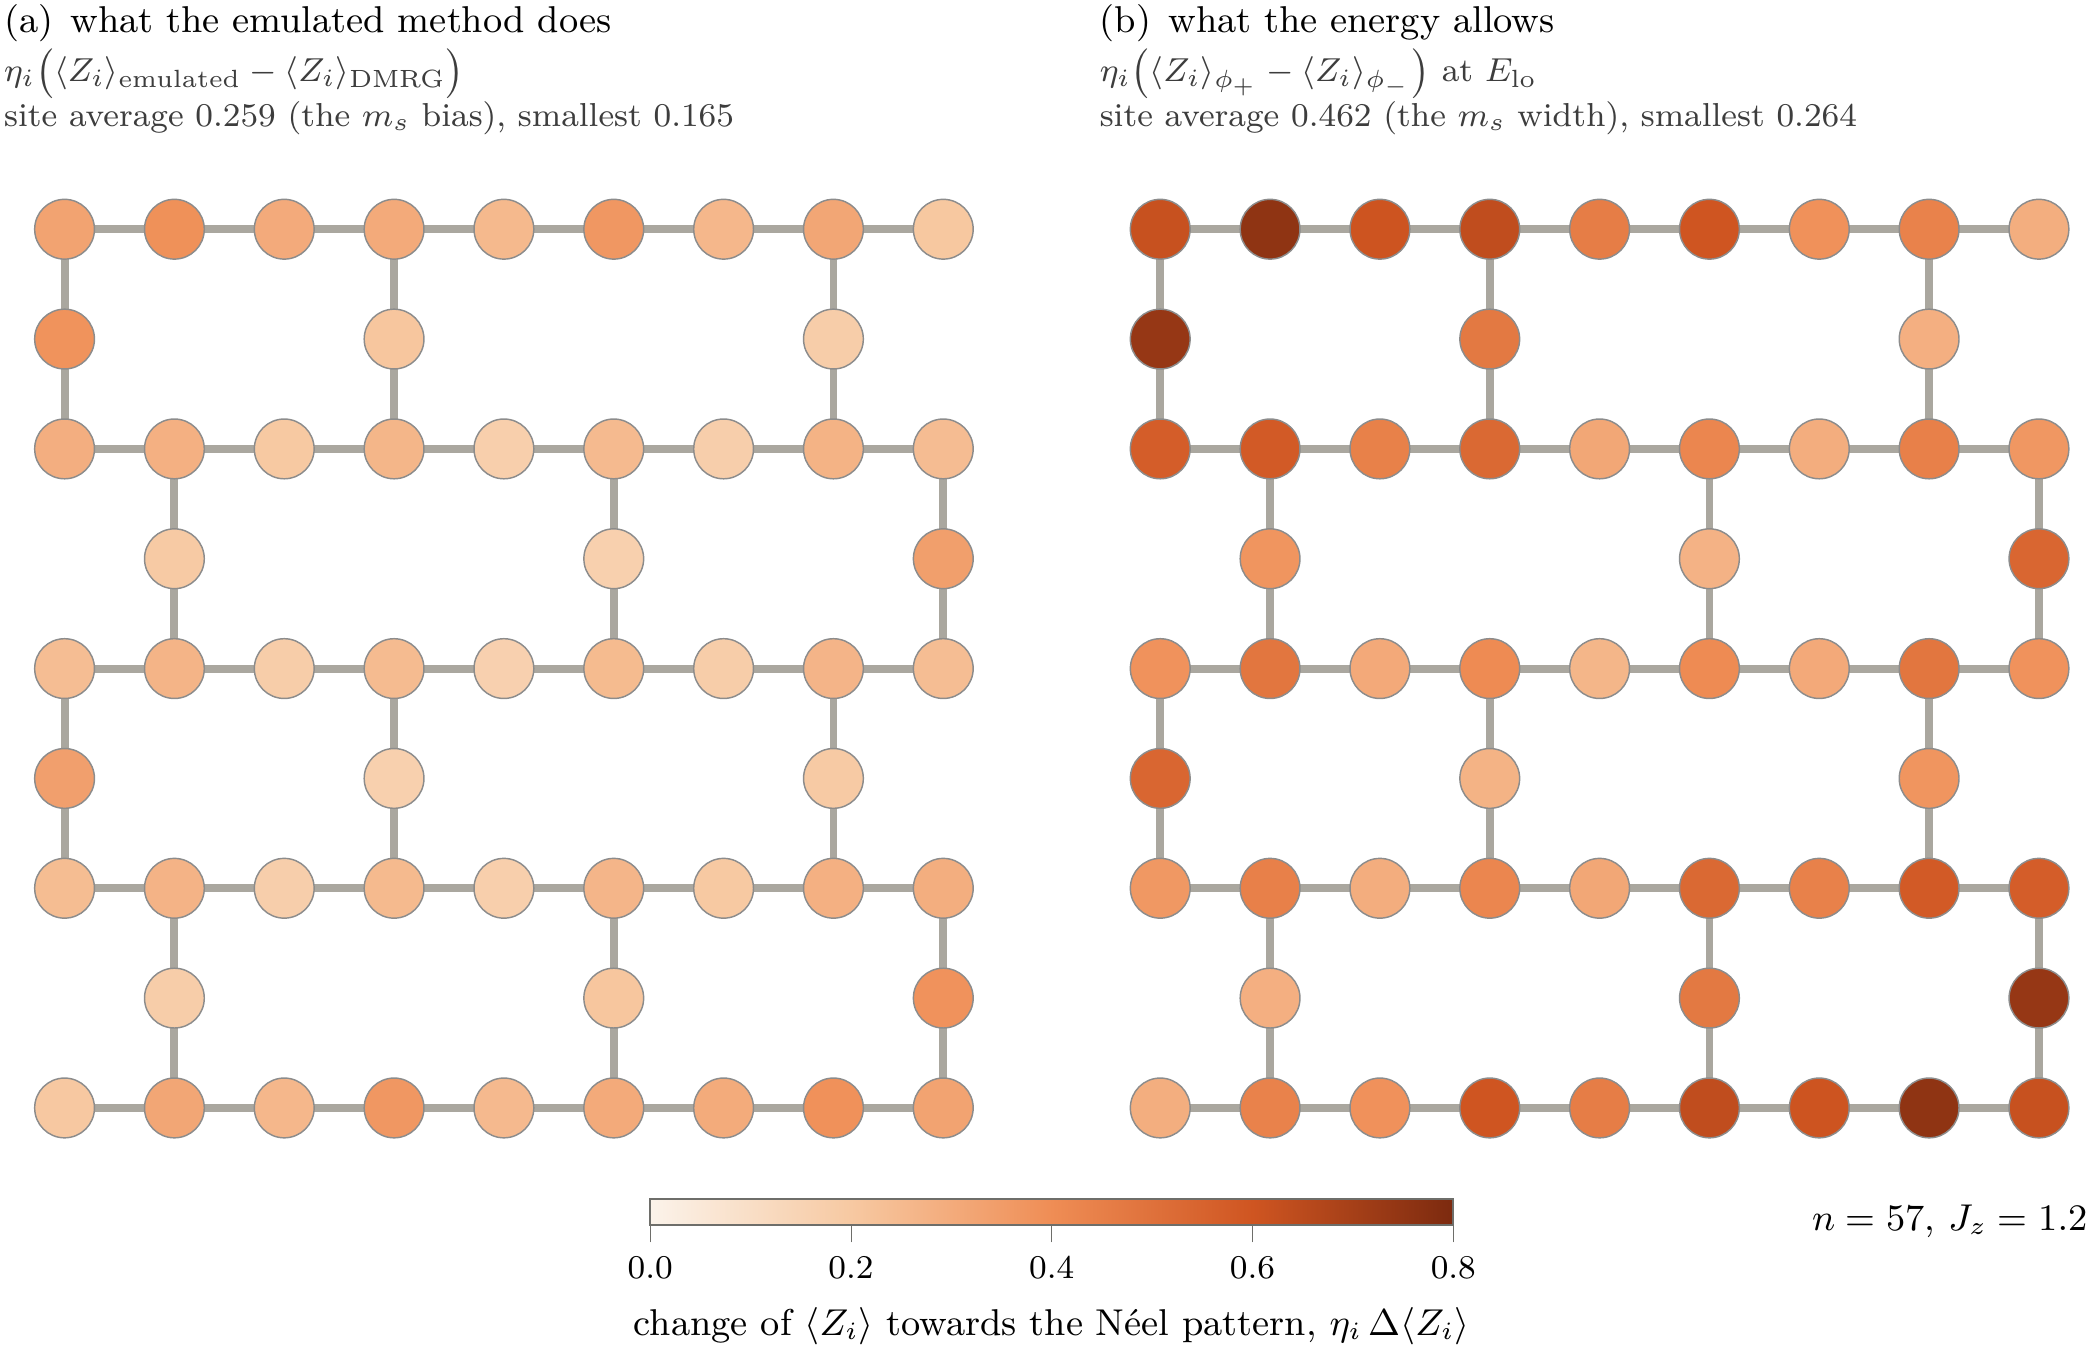 (a) what the emulated method does
η_i(⟨Z_i⟩_emulated − ⟨Z_i⟩_DMRG)
site average 0.259 (the m_s bias), smallest 0.165
(b) what the energy allows
η_i(⟨Z_i⟩_ϕ₊ − ⟨Z_i⟩_ϕ₋) at E_lo
site average 0.462 (the m_s width), smallest 0.264
n = 57, J_z = 1.2
0.0 0.2 0.4 0.6 0.8
change of ⟨Z_i⟩ towards the Néel pattern, η_i Δ⟨Z_i⟩